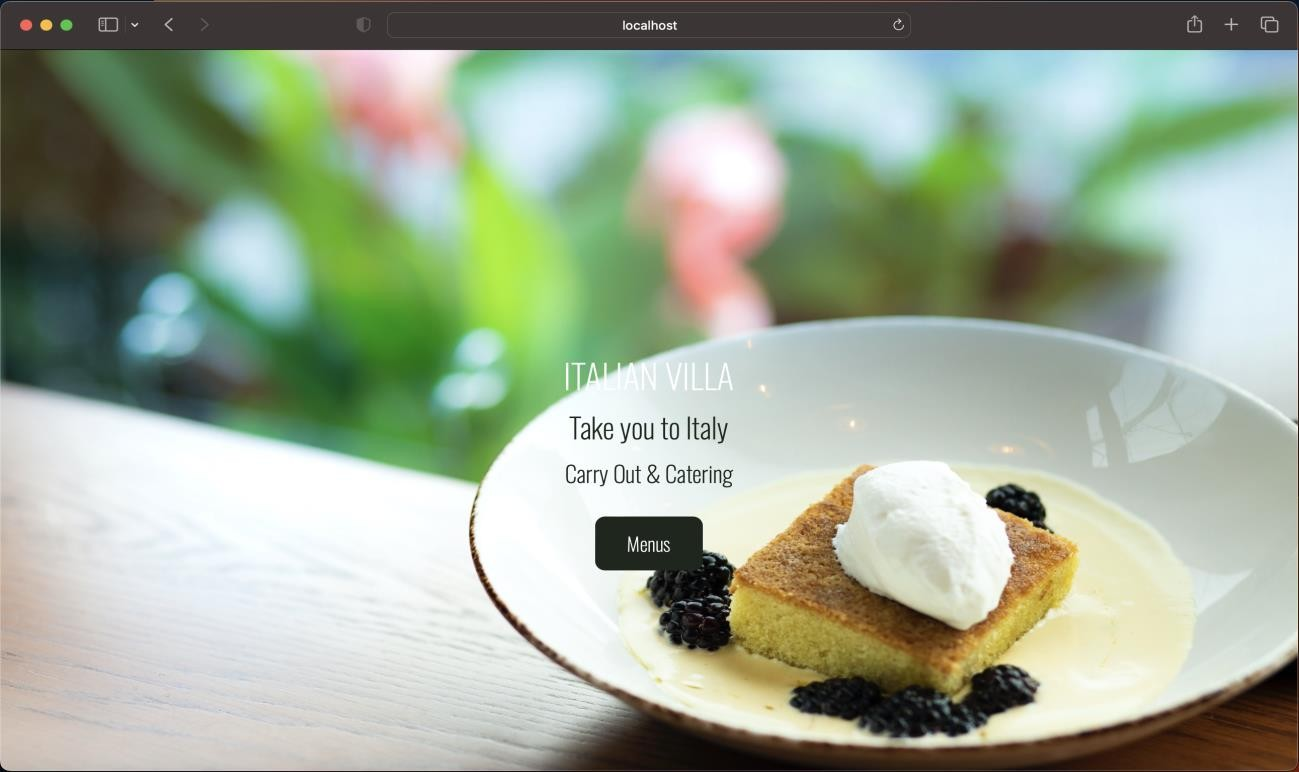 localhost
ITALIAN VILLA
Take you to Italy
Carry Out & Catering
Menus